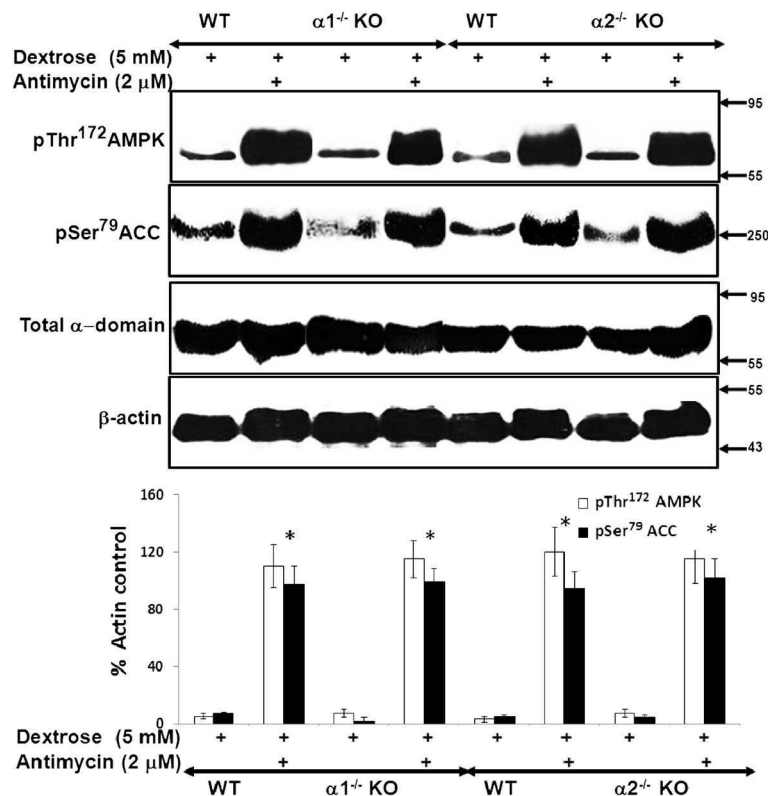 WT α1⁻/⁻ KO WT α2⁻/⁻ KO
Dextrose (5 mM) + + + + + + + +
Antimycin (2 μM) + + + +
95
pThr¹⁷²AMPK
55
pSer⁷⁹ACC
250
95
Total α–domain
55
55
β-actin
43
160
pThr¹⁷² AMPK
* * * *
pSer⁷⁹ ACC
120
% Actin control
80
40
0
Dextrose (5 mM) + + + + + + + +
Antimycin (2 μM) + + + +
WT α1⁻/⁻ KO WT α2⁻/⁻ KO